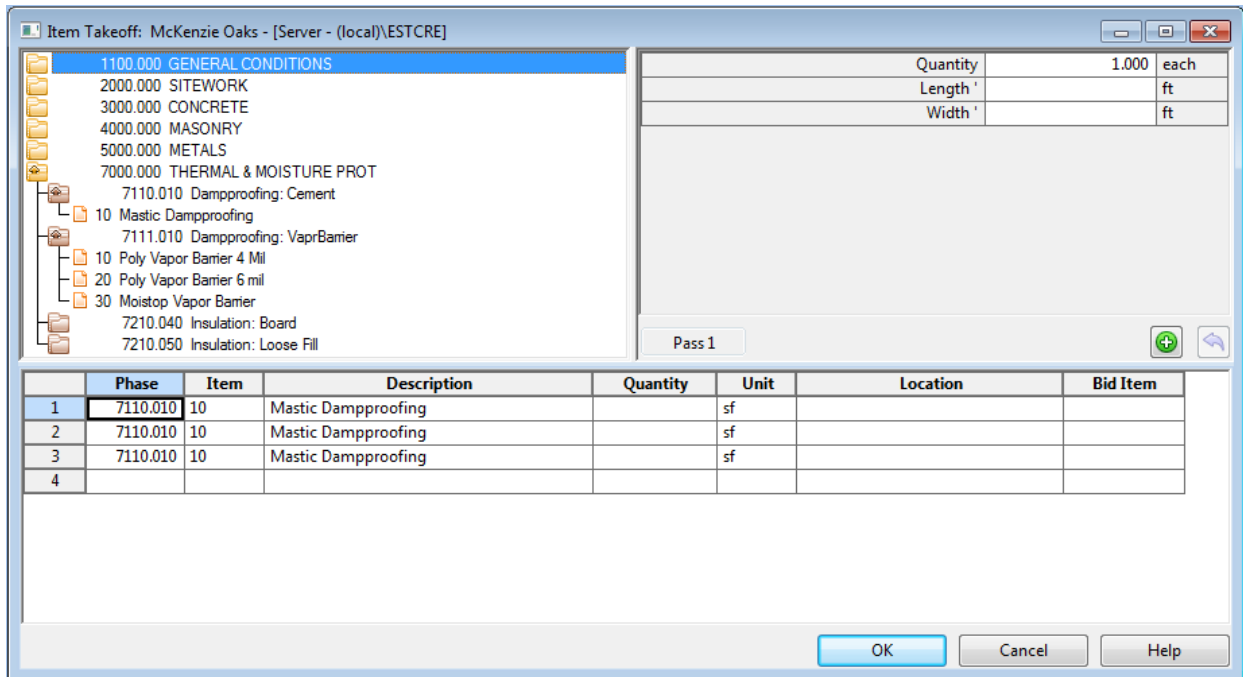 Item Takeoff: McKenzie Oaks - [Server - (local)\ESTCRE]
1100.000 GENERAL CONDITIONS
2000.000 SITEWORK
3000.000 CONCRETE
4000.000 MASONRY
5000.000 METALS
7000.000 THERMAL & MOISTURE PROT
7110.010 Dampproofing: Cement
10 Mastic Dampproofing
7111.010 Dampproofing: VaprBarrier
10 Poly Vapor Barrier 4 Mil
20 Poly Vapor Barrier 6 mil
30 Moistop Vapor Barrier
7210.040 Insulation: Board
7210.050 Insulation: Loose Fill
Quantity 1.000 each
Length ' ft
Width ' ft
Pass 1
Phase Item Description Quantity Unit Location Bid Item
1 7110.010 10 Mastic Dampproofing sf
2 7110.010 10 Mastic Dampproofing sf
3 7110.010 10 Mastic Dampproofing sf
4
OK Cancel Help